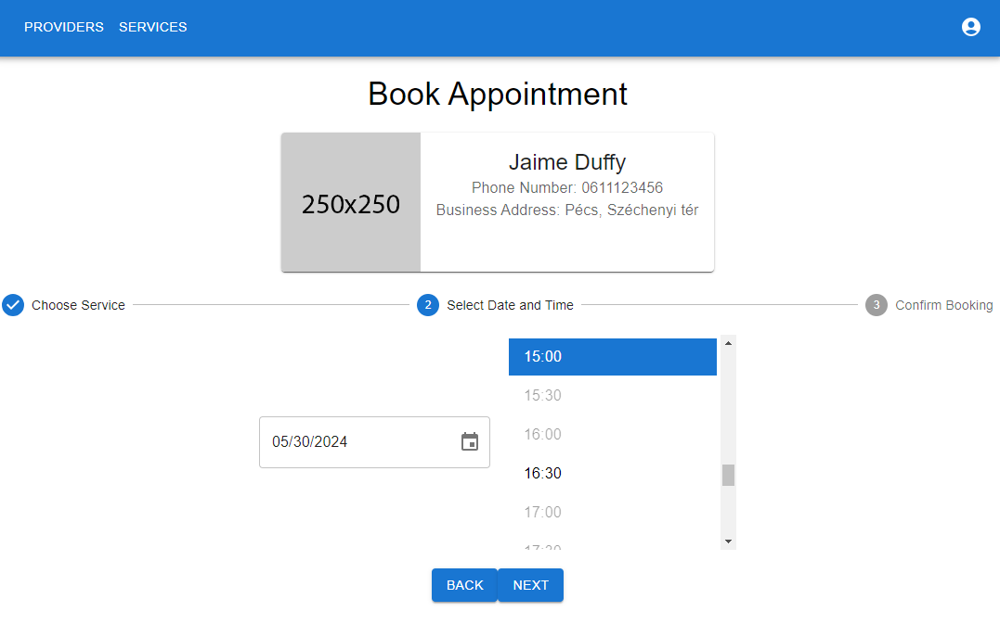 PROVIDERS SERVICES
Book Appointment
250x250
Jaime Duffy
Phone Number: 0611123456
Business Address: Pécs, Széchenyi tér
Choose Service
2 Select Date and Time
3 Confirm Booking
05/30/2024
15:00
15:30
16:00
16:30
17:00
17:30
BACK NEXT